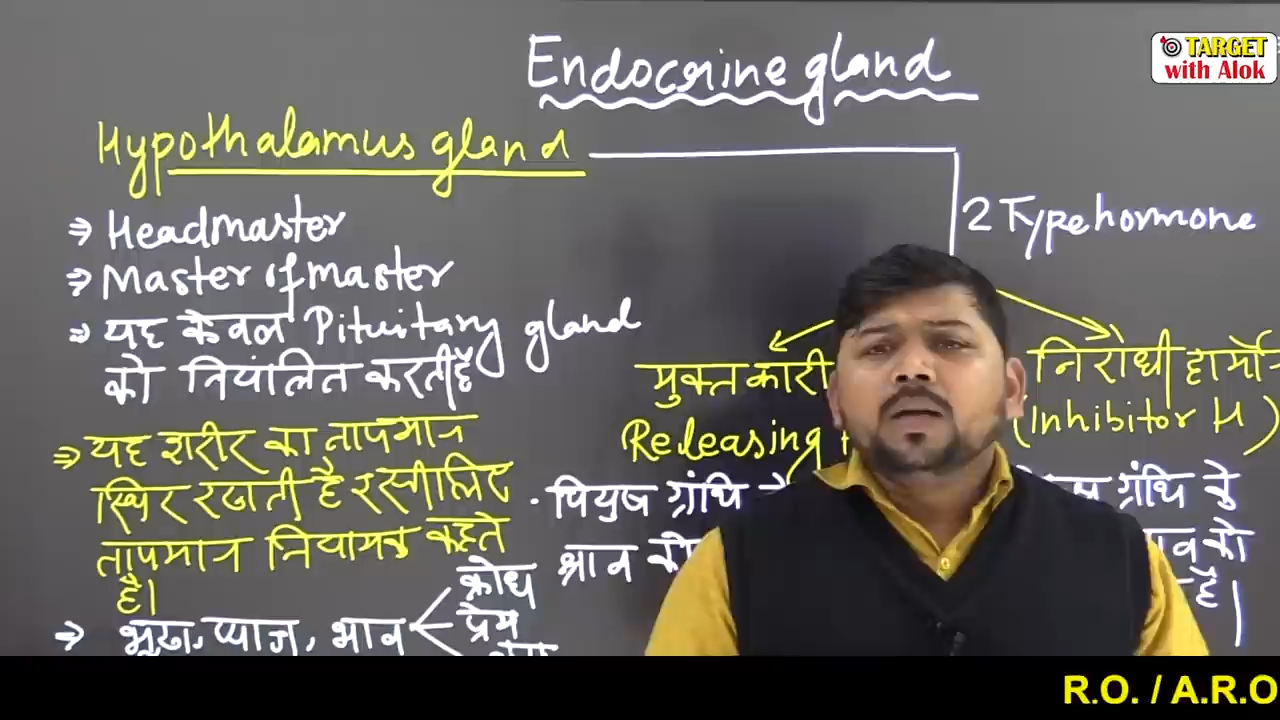 TARGET
with Alok
Endocrine gland
Hypothalamus gland
⇒ Headmaster
⇒ Master of master
⇒ यह केवल Pituitary gland
को नियंत्रित करती है
⇒ यह शरीर का तापमान
स्थिर रखती है इसीलिए
तापमान नियामक कहते
है।
⇒ भूख, प्यास, भाव
क्रोध
प्रेम
2 Type hormone
मुक्तकारी
Releasing
निरोधी हार्मो
(Inhibitor H)
· पियुष ग्रंथि
श्राव को
ग्रंथि के
को
है
R.O. / A.R.O